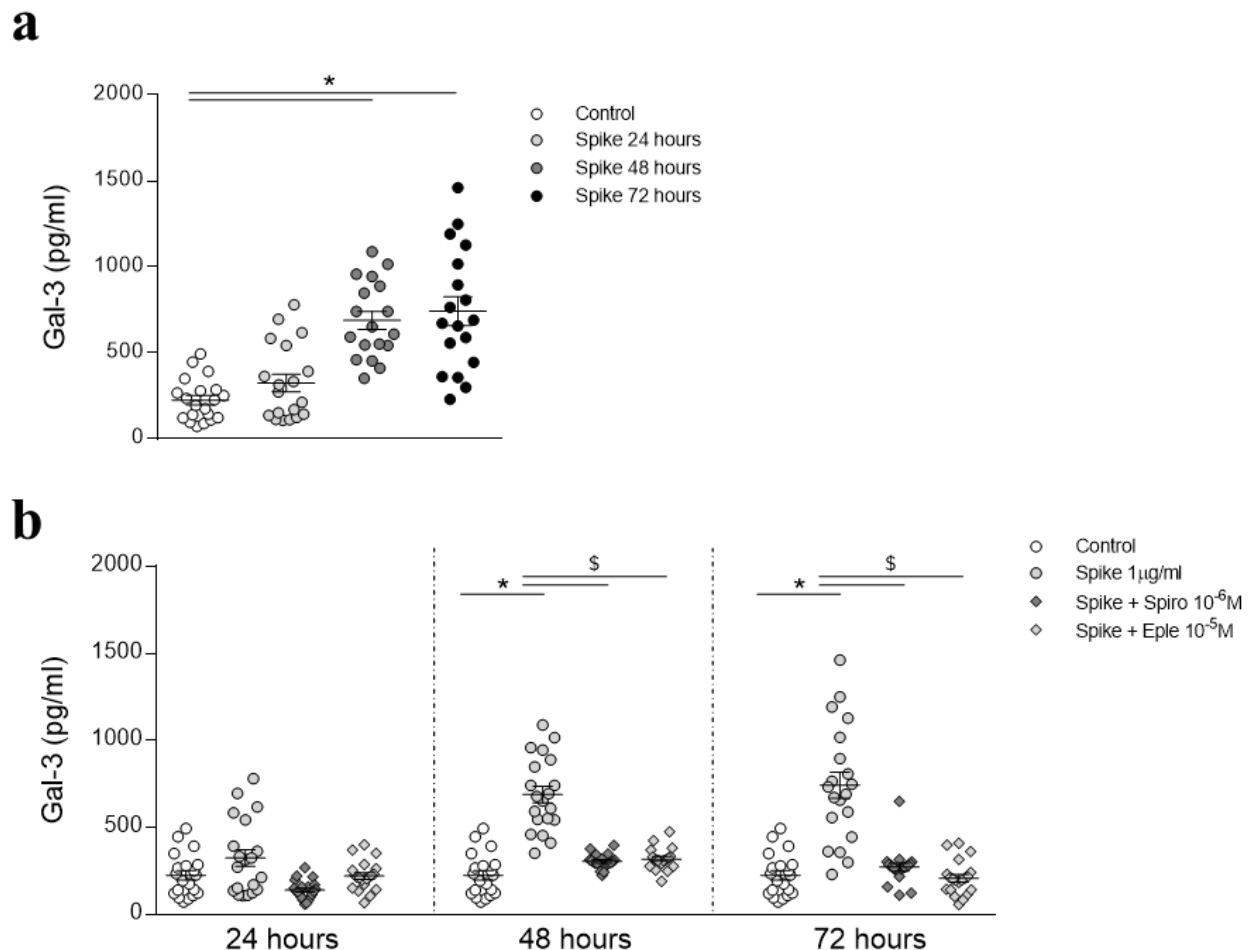 a
*
2000
1500
1000
500
0
Gal-3 (pg/ml)
Control
Spike 24 hours
Spike 48 hours
Spike 72 hours
b
2000
1500
1000
500
0
Gal-3 (pg/ml)
* $
* $
Control
Spike 1μg/ml
Spike + Spiro 10⁻⁶M
Spike + Eple 10⁻⁵M
24 hours 48 hours 72 hours